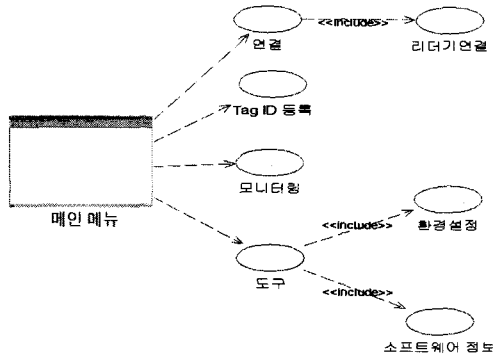 연결
<<include>>
리더기연결
Tag ID 등록
모니터링
메인 메뉴
<<include>>
환경설정
도구
<<include>>
소프트웨어 정보